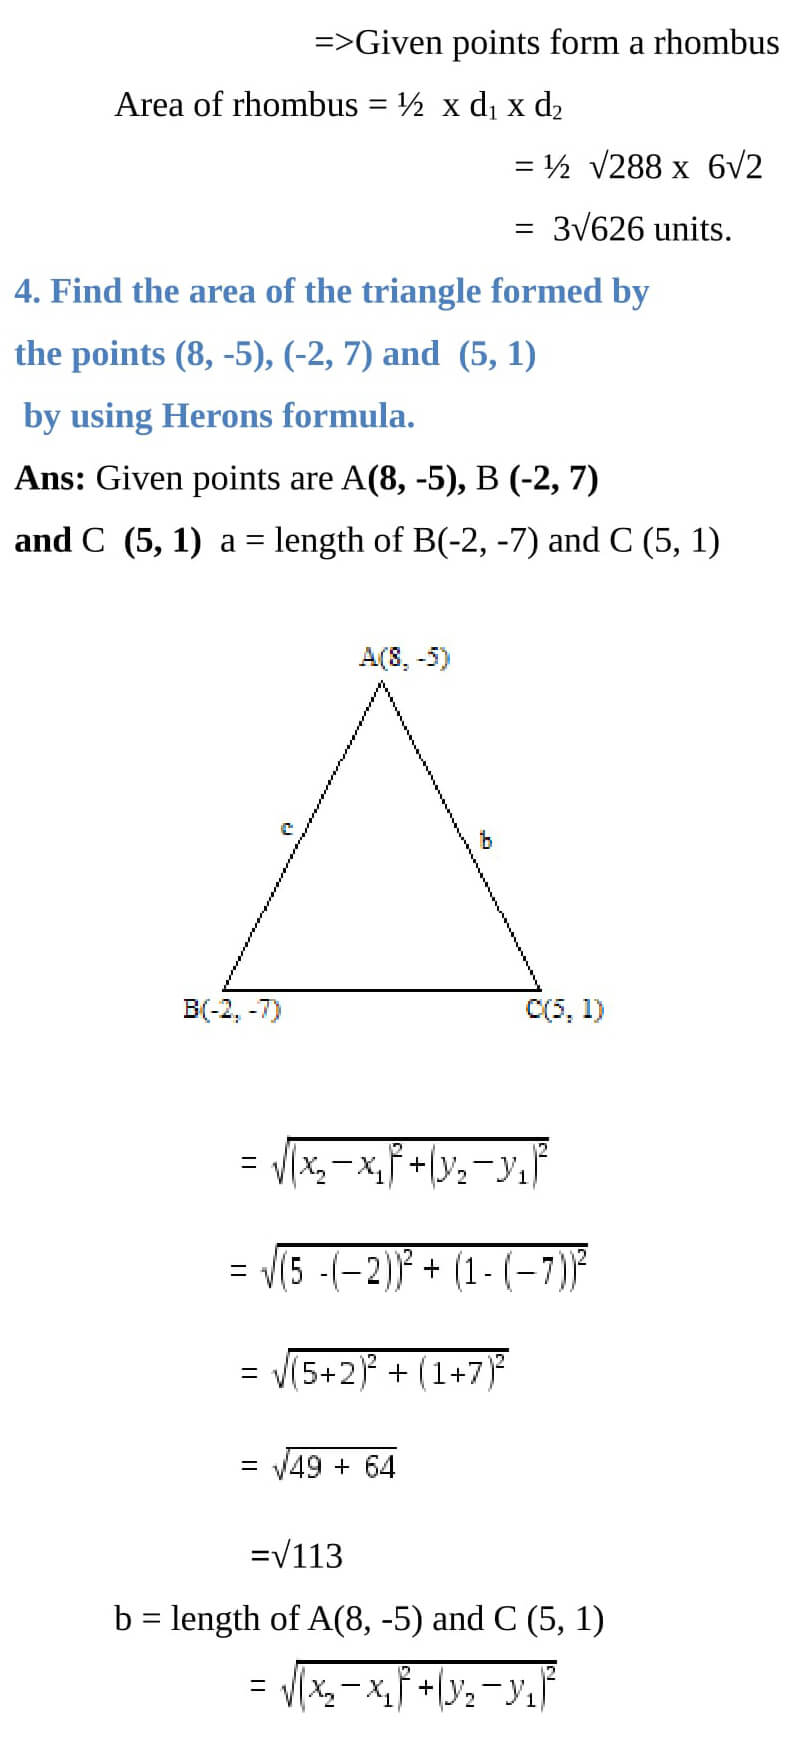 =>Given points form a rhombus
Area of rhombus = ½ x d₁ x d₂
= ½ √288 x 6√2
= 3√626 units.
4. Find the area of the triangle formed by
the points (8, -5), (-2, 7) and (5, 1)
by using Herons formula.
Ans: Given points are A(8, -5), B (-2, 7)
and C (5, 1) a = length of B(-2, -7) and C (5, 1)
A(8, -5)
c
b
B(-2, -7) C(5, 1)
= √(x₂−x₁)²+(y₂−y₁)²
= √(5 -(−2))² + (1- (−7))²
= √(5+2)² + (1+7)²
= √49 + 64
=√113
b = length of A(8, -5) and C (5, 1)
= √(x₂−x₁)²+(y₂−y₁)²